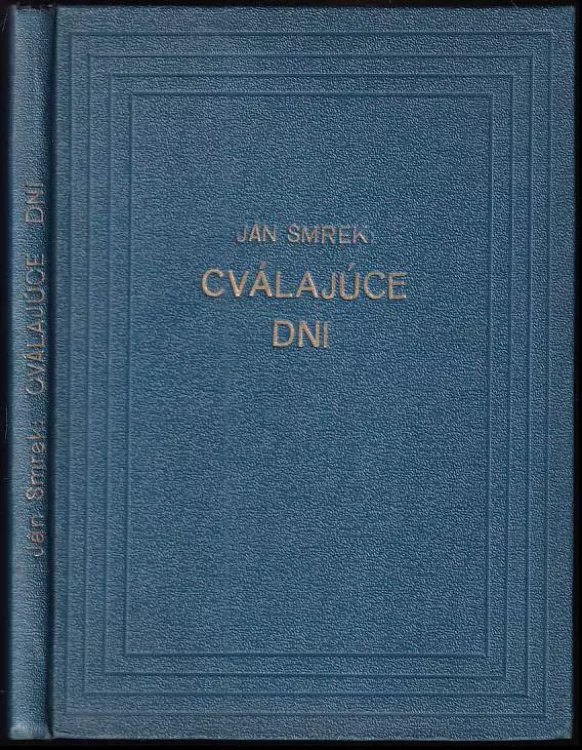 JÁN SMREK:
CVÁLAJÚCE
DNI
Ján Smrek: CVÁLAJÚCE DNI